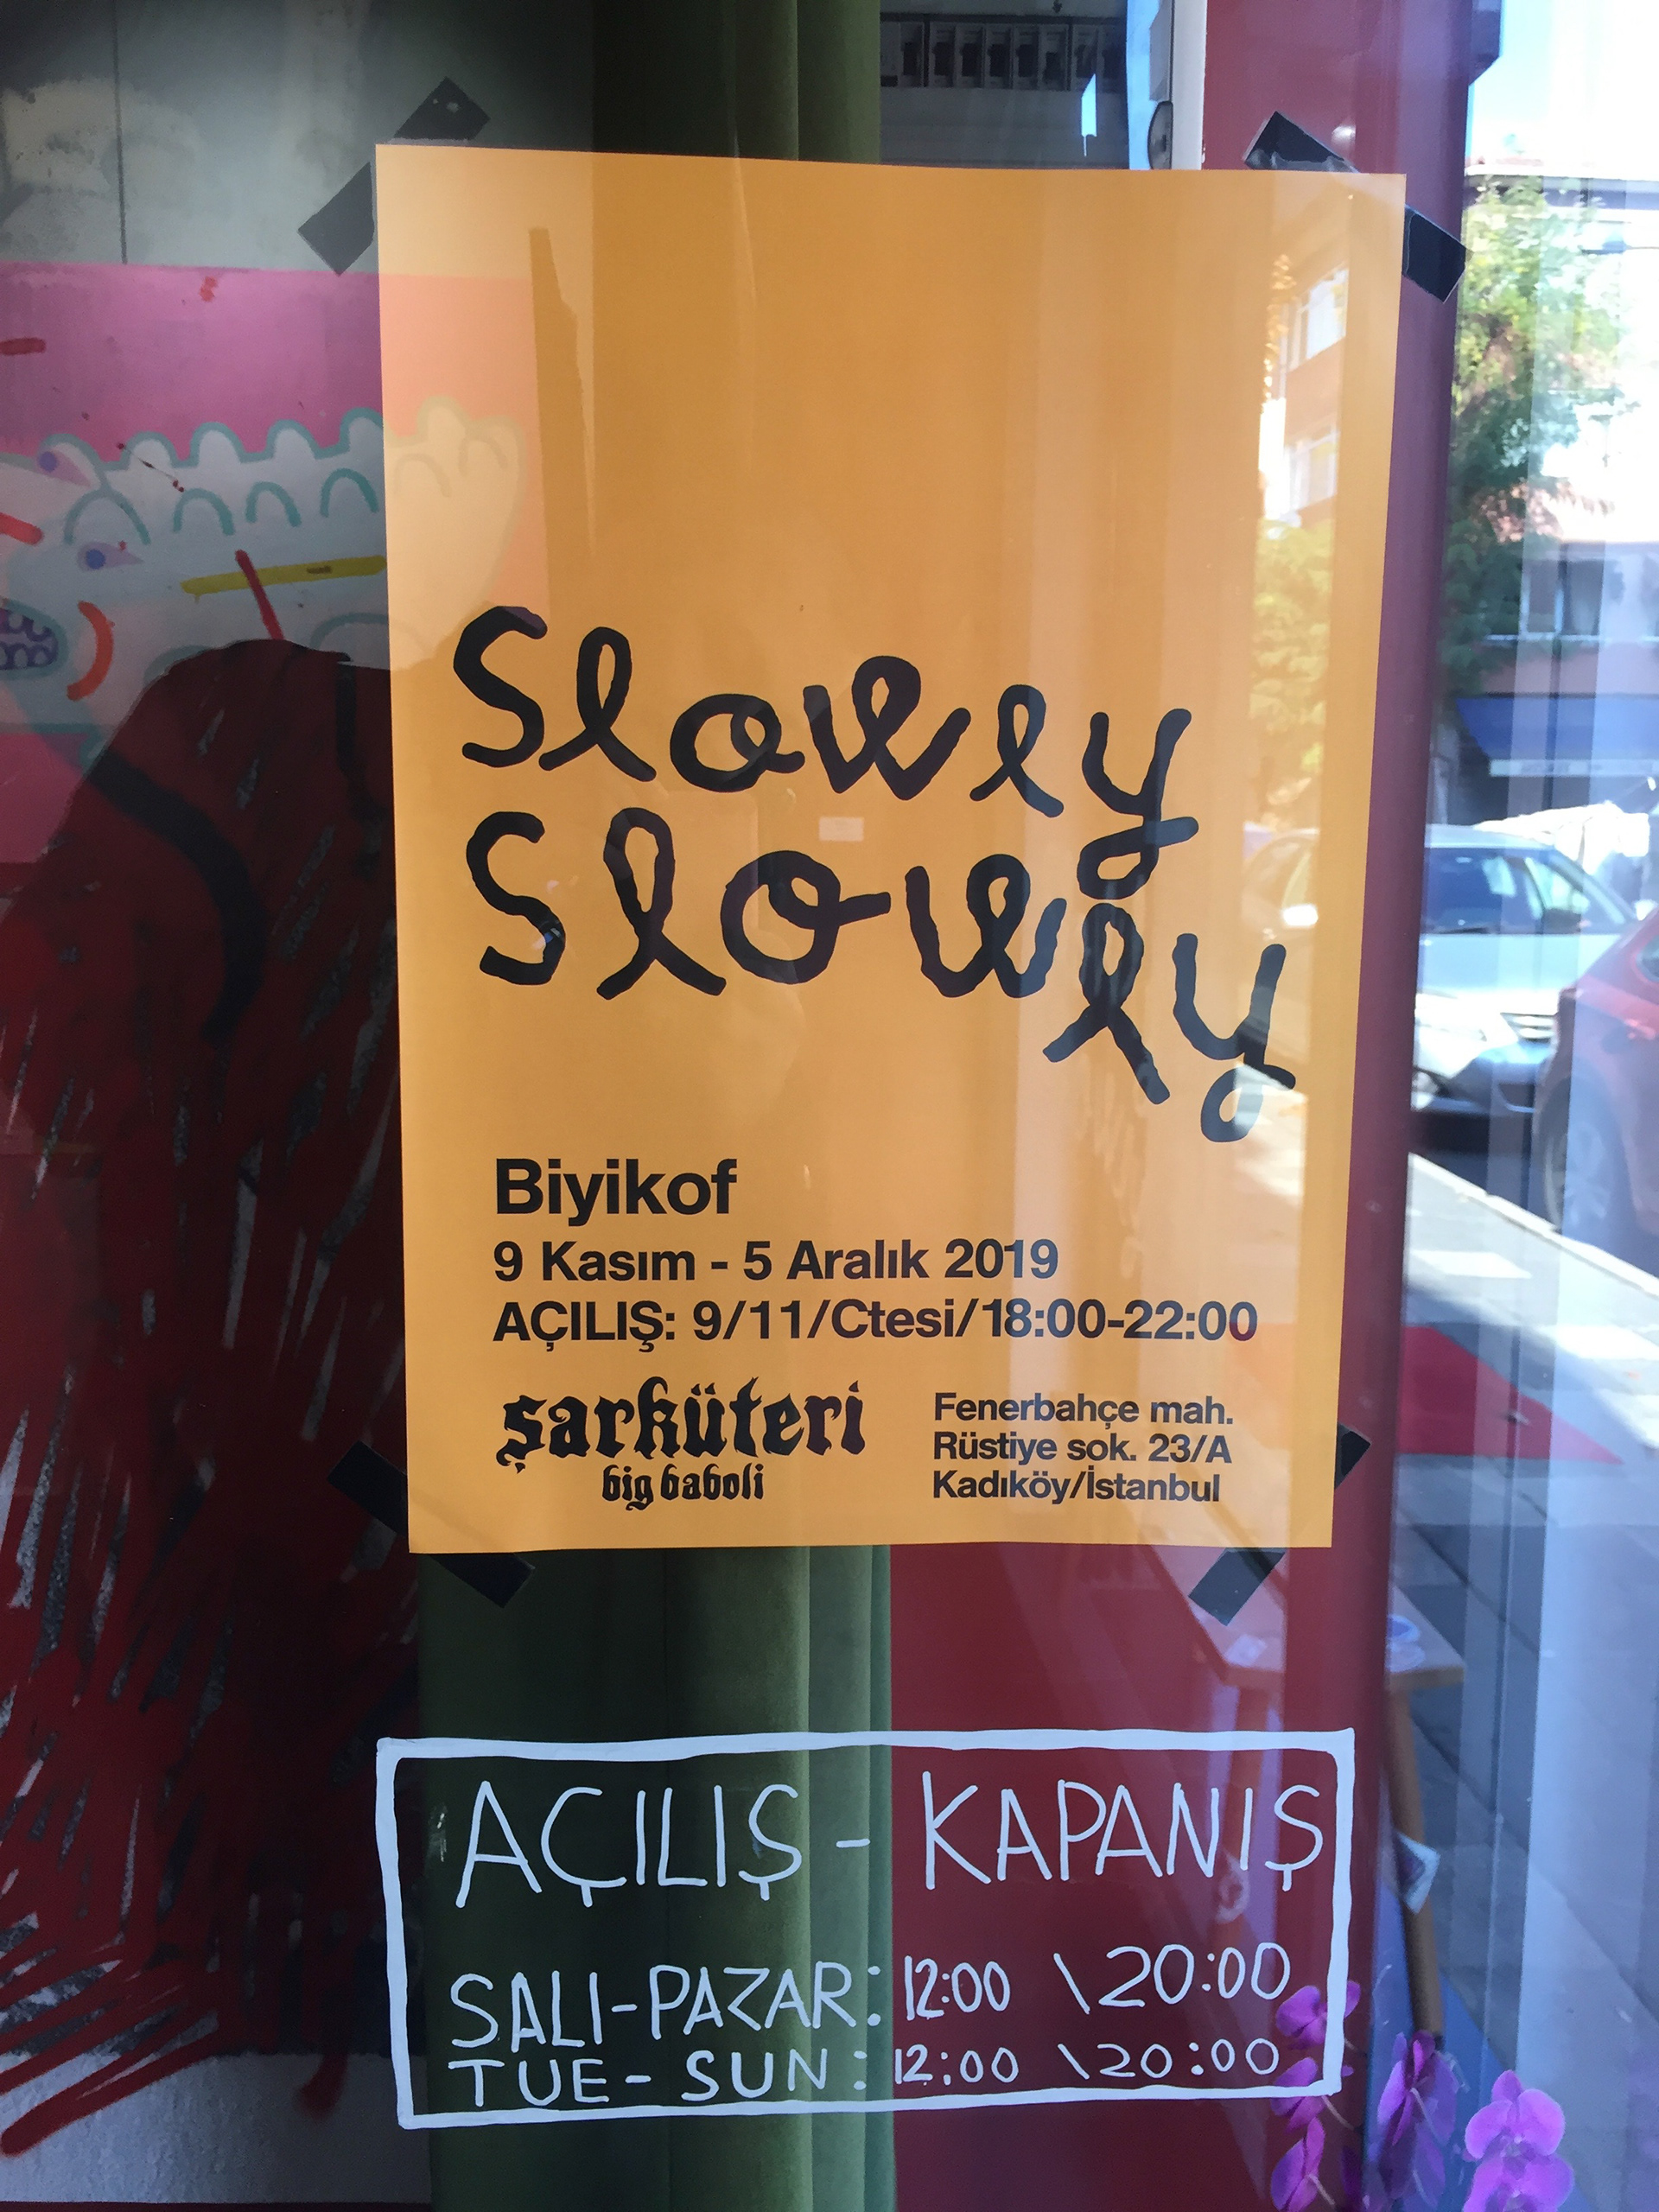 Slowly
Slowly
Biyikof
9 Kasım - 5 Aralık 2019
AÇILIŞ: 9/11/Ctesi/18:00-22:00
şarküteri
big baboli
Fenerbahçe mah.
Rüstiye sok. 23/A
Kadıköy/İstanbul
AÇILIŞ - KAPANIŞ
SALI-PAZAR: 12:00 \20:00
TUE- SUN: 12:00 \20:00